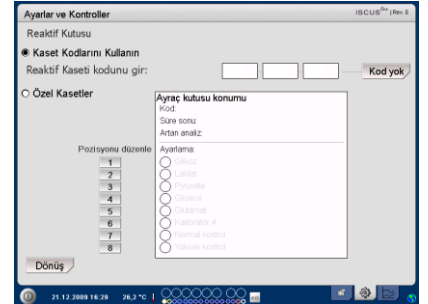 Ayarlar ve Kontroller
ISCUS Flex | Rev. E
Reaktif Kutusu
Kaset Kodlarını Kullanın
Reaktif Kaseti kodunu gir:
Kod yok
Özel Kasetler
Ayraç kutusu konumu
Kod:
Süre sonu:
Artan analiz:
Pozisyonu düzenle
Ayarlama:
1
Glikoz
2
Laktat
3
Pyruvate
4
Gliserol
5
Glutamat
6
Kalibratör A
7
Normal kontrol
8
Yüksek kontrol
Dönüş
21.12.2009 16:29
26,2 °C